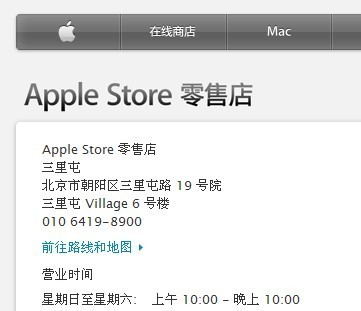 在线商店
Mac
Apple Store 零售店
Apple Store 零售店
三里屯
北京市朝阳区三里屯路 19 号院
三里屯 Village 6 号楼
010 6419-8900
前往路线和地图
营业时间
星期日至星期六： 上午 10:00 - 晚上 10:00